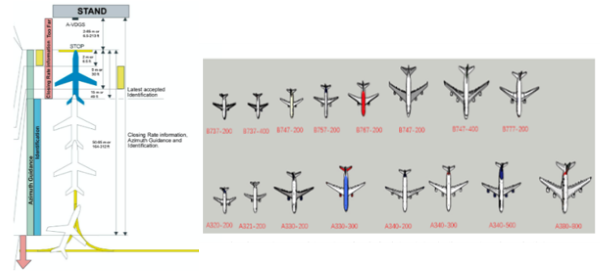 STAND
A-VDGS
STOP
Closing Rate information
Too Far
Latest accepted
Identification
Closing Rate information,
Azimuth Guidance and
Identification
Azimuth Guidance
Identification
B737-200
B737-400
B747-200
B757-200
B767-200
B747-200
B747-400
B777-200
A320-200
A321-200
A330-200
A330-300
A340-200
A340-300
A340-500
A380-800